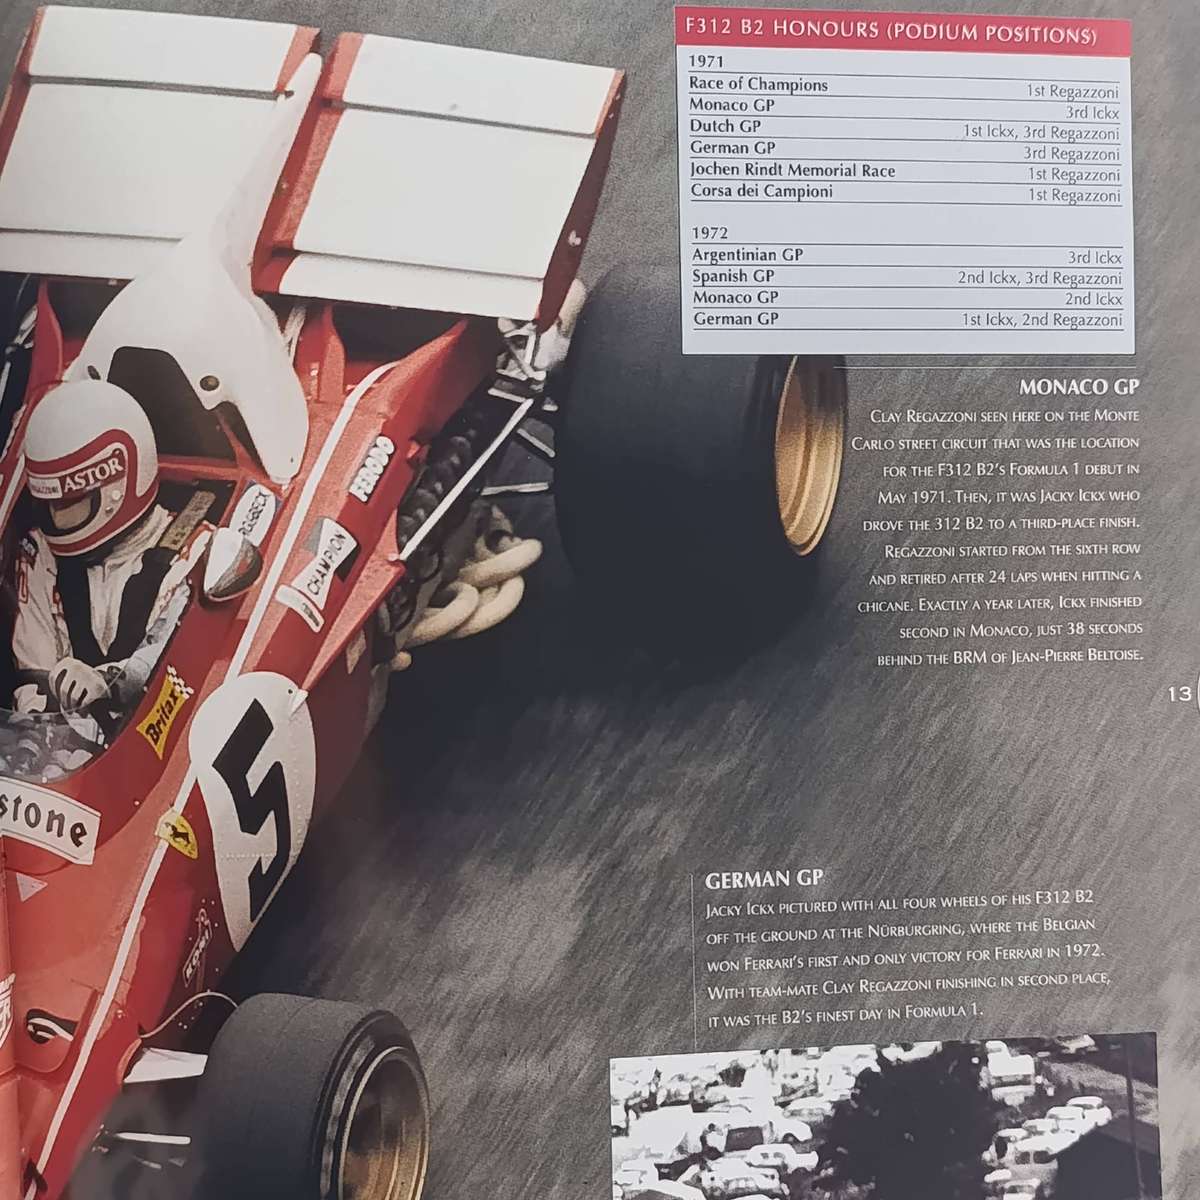 F312 B2 HONOURS (PODIUM POSITIONS)
1971
Race of Champions 1st Regazzoni
Monaco GP 3rd Ickx
Dutch GP 1st Ickx, 3rd Regazzoni
German GP 3rd Regazzoni
Jochen Rindt Memorial Race 1st Regazzoni
Corsa dei Campioni 1st Regazzoni
1972
Argentinian GP 3rd Ickx
Spanish GP 2nd Ickx, 3rd Regazzoni
Monaco GP 2nd Ickx
German GP 1st Ickx, 2nd Regazzoni
MONACO GP
CLAY REGAZZONI SEEN HERE ON THE MONTE
CARLO STREET CIRCUIT THAT WAS THE LOCATION
FOR THE F312 B2'S FORMULA 1 DEBUT IN
MAY 1971. THEN, IT WAS JACKY ICKX WHO
DROVE THE 312 B2 TO A THIRD-PLACE FINISH.
REGAZZONI STARTED FROM THE SIXTH ROW
AND RETIRED AFTER 24 LAPS WHEN HITTING A
CHICANE. EXACTLY A YEAR LATER, ICKX FINISHED
SECOND IN MONACO, JUST 38 SECONDS
BEHIND THE BRM OF JEAN-PIERRE BELTOISE.
13
GERMAN GP
JACKY ICKX PICTURED WITH ALL FOUR WHEELS OF HIS F312 B2
OFF THE GROUND AT THE NÜRBURGRING, WHERE THE BELGIAN
WON FERRARI'S FIRST AND ONLY VICTORY FOR FERRARI IN 1972.
WITH TEAM-MATE CLAY REGAZZONI FINISHING IN SECOND PLACE,
IT WAS THE B2'S FINEST DAY IN FORMULA 1.
ASTOR
FERODO
CHAMPION
Britax
5
stone
KONI